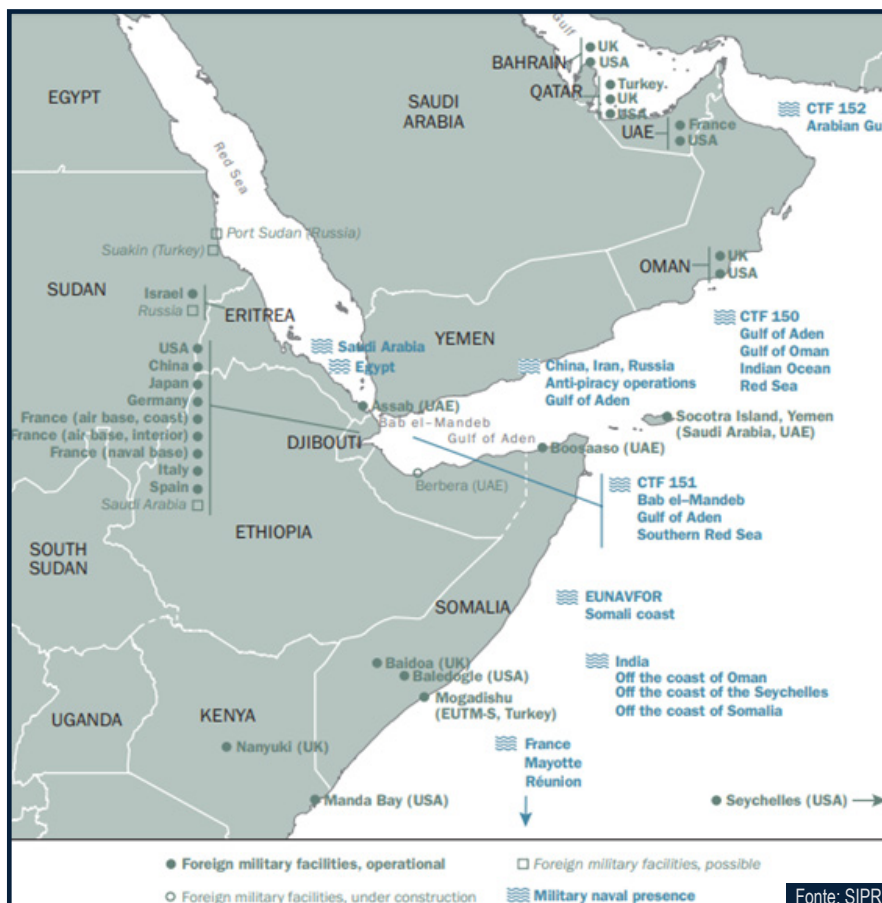 Gulf
BAHRAIN
UK
USA
QATAR
Turkey
UK
USA
UAE
France
USA
CTF 152
Arabian Gu
EGYPT
SAUDI
ARABIA
Red Sea
Port Sudan (Russia)
Suakin (Turkey)
OMAN
UK
USA
SUDAN
Israel
Russia
ERITREA
YEMEN
CTF 150
Gulf of Aden
Gulf of Oman
Indian Ocean
Red Sea
Saudi Arabia
Egypt
China, Iran, Russia
Anti-piracy operations
Gulf of Aden
USA
China
Japan
Germany
France (air base, coast)
France (air base, interior)
France (naval base)
Italy
Spain
Saudi Arabia
Assab (UAE)
Bab el-Mandeb
Gulf of Aden
DJIBOUTI
Socotra Island, Yemen
(Saudi Arabia, UAE)
Boosaaso (UAE)
Berbera (UAE)
CTF 151
Bab el-Mandeb
Gulf of Aden
Southern Red Sea
ETHIOPIA
SOUTH
SUDAN
EUNAVFOR
Somali coast
SOMALIA
India
Off the coast of Oman
Off the coast of the Seychelles
Off the coast of Somalia
Baidoa (UK)
Baledogle (USA)
Mogadishu
(EUTM-S, Turkey)
UGANDA
KENYA
Nanyuki (UK)
France
Mayotte
Réunion
Manda Bay (USA)
Seychelles (USA)
Foreign military facilities, operational
Foreign military facilities, possible
Foreign military facilities, under construction
Military naval presence
Fonte: SIPR